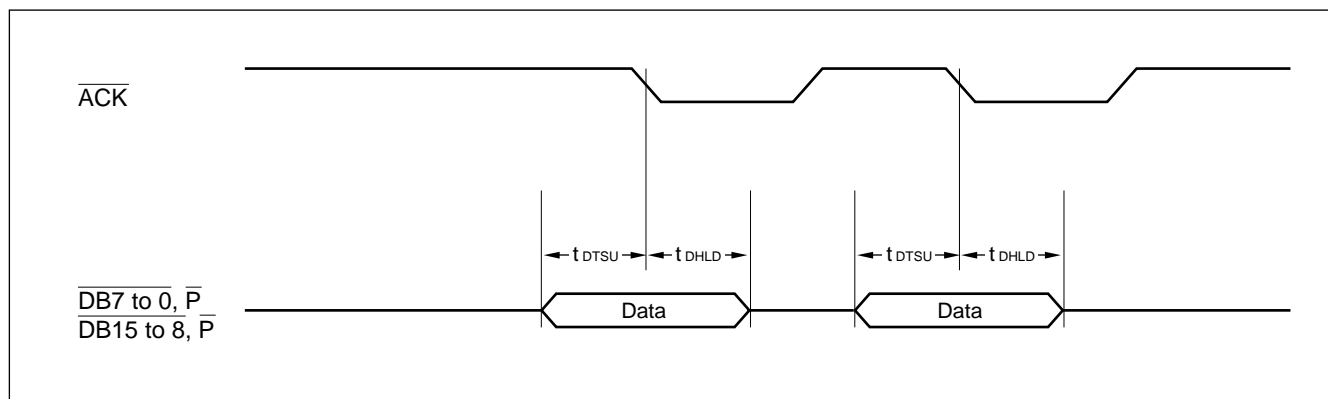 ACK
t DTSU t DHLD t DTSU t DHLD
DB7 to 0, P
DB15 to 8, P
Data Data